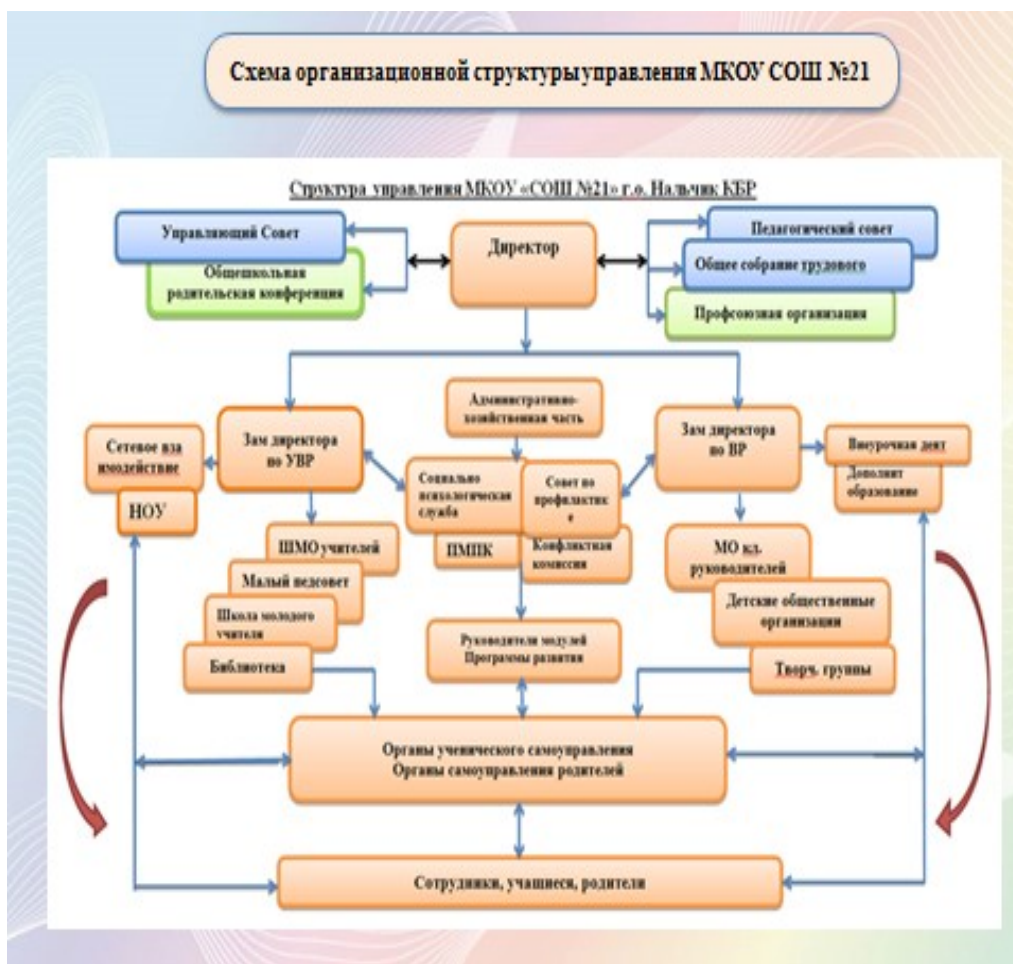 Схема организационной структуры управления МКОУ СОШ №21
Структура управления МКОУ «СОШ №21» г.о. Нальчик КБР
Управляющий Совет
Общешкольная
родительская конференция
Директор
Педагогический совет
Общее собрание трудового
Профсоюзная организация
Административно-
хозяйственная часть
Зам директора
по УВР
Зам директора
по ВР
Сетевое вза
имодействие
НОУ
Социально
психологическая
служба
Совет по
профилактик
е
ПМПК
Конфликтная
комиссия
Внеурочная деят
Дополнит
образование
ШМО учителей
Малый педсовет
Школа молодого
учителя
Библиотека
МО кл.
руководителей
Детские общественные
организации
Творч. группы
Руководители модулей
Программы развития
Органы ученического самоуправления
Органы самоуправления родителей
Сотрудники, учащиеся, родители